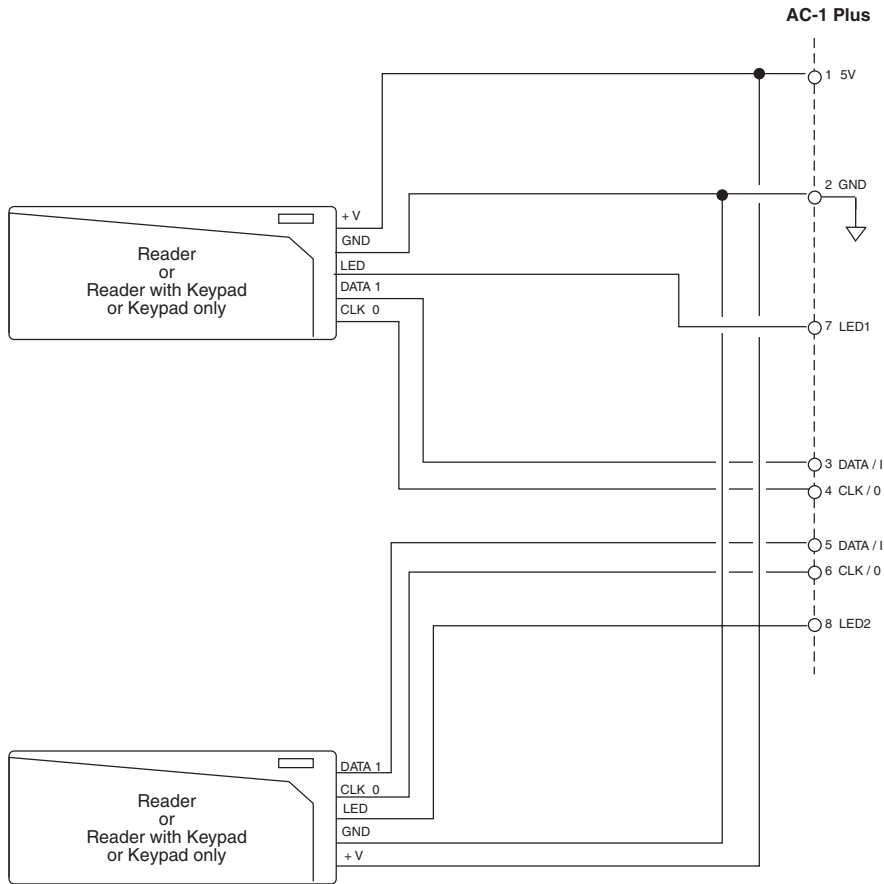 AC-1 Plus
1 5V
2 GND
+ V
GND
LED
DATA 1
CLK 0
Reader
or
Reader with Keypad
or Keypad only
7 LED1
3 DATA / I
4 CLK / 0
5 DATA / I
6 CLK / 0
8 LED2
DATA 1
CLK 0
LED
GND
+ V
Reader
or
Reader with Keypad
or Keypad only